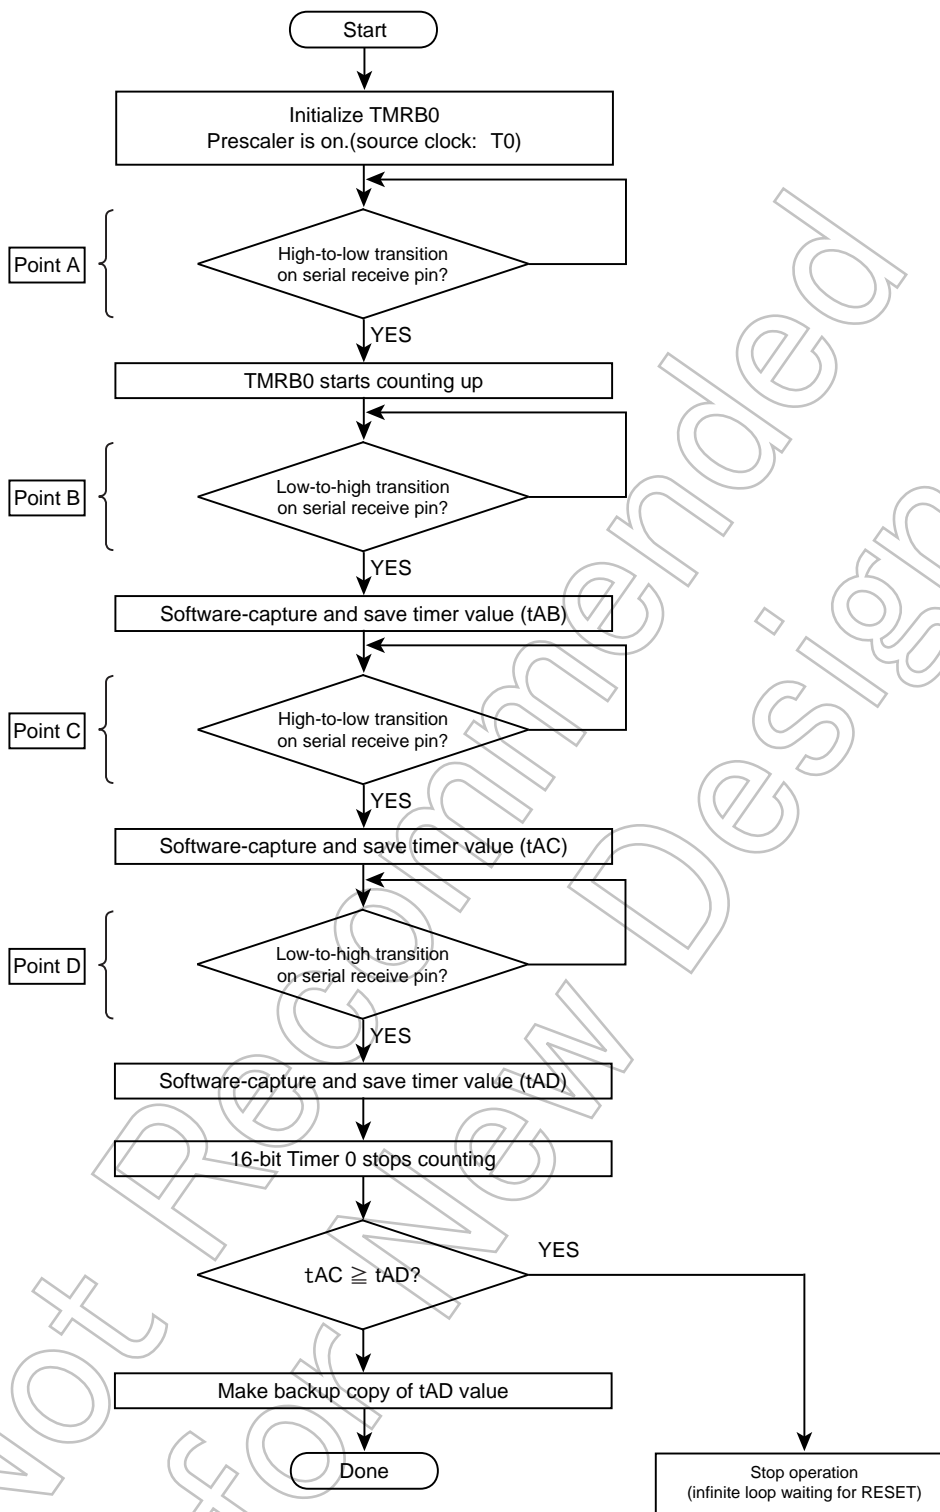 Start
Initialize TMRB0
Prescaler is on.(source clock: T0)
Point A
High-to-low transition
on serial receive pin?
YES
TMRB0 starts counting up
Point B
Low-to-high transition
on serial receive pin?
YES
Software-capture and save timer value (tAB)
Point C
High-to-low transition
on serial receive pin?
YES
Software-capture and save timer value (tAC)
Point D
Low-to-high transition
on serial receive pin?
YES
Software-capture and save timer value (tAD)
16-bit Timer 0 stops counting
tAC ≧ tAD?
YES
Make backup copy of tAD value
Done
Stop operation
(infinite loop waiting for RESET)
Not Recommended
for New Design